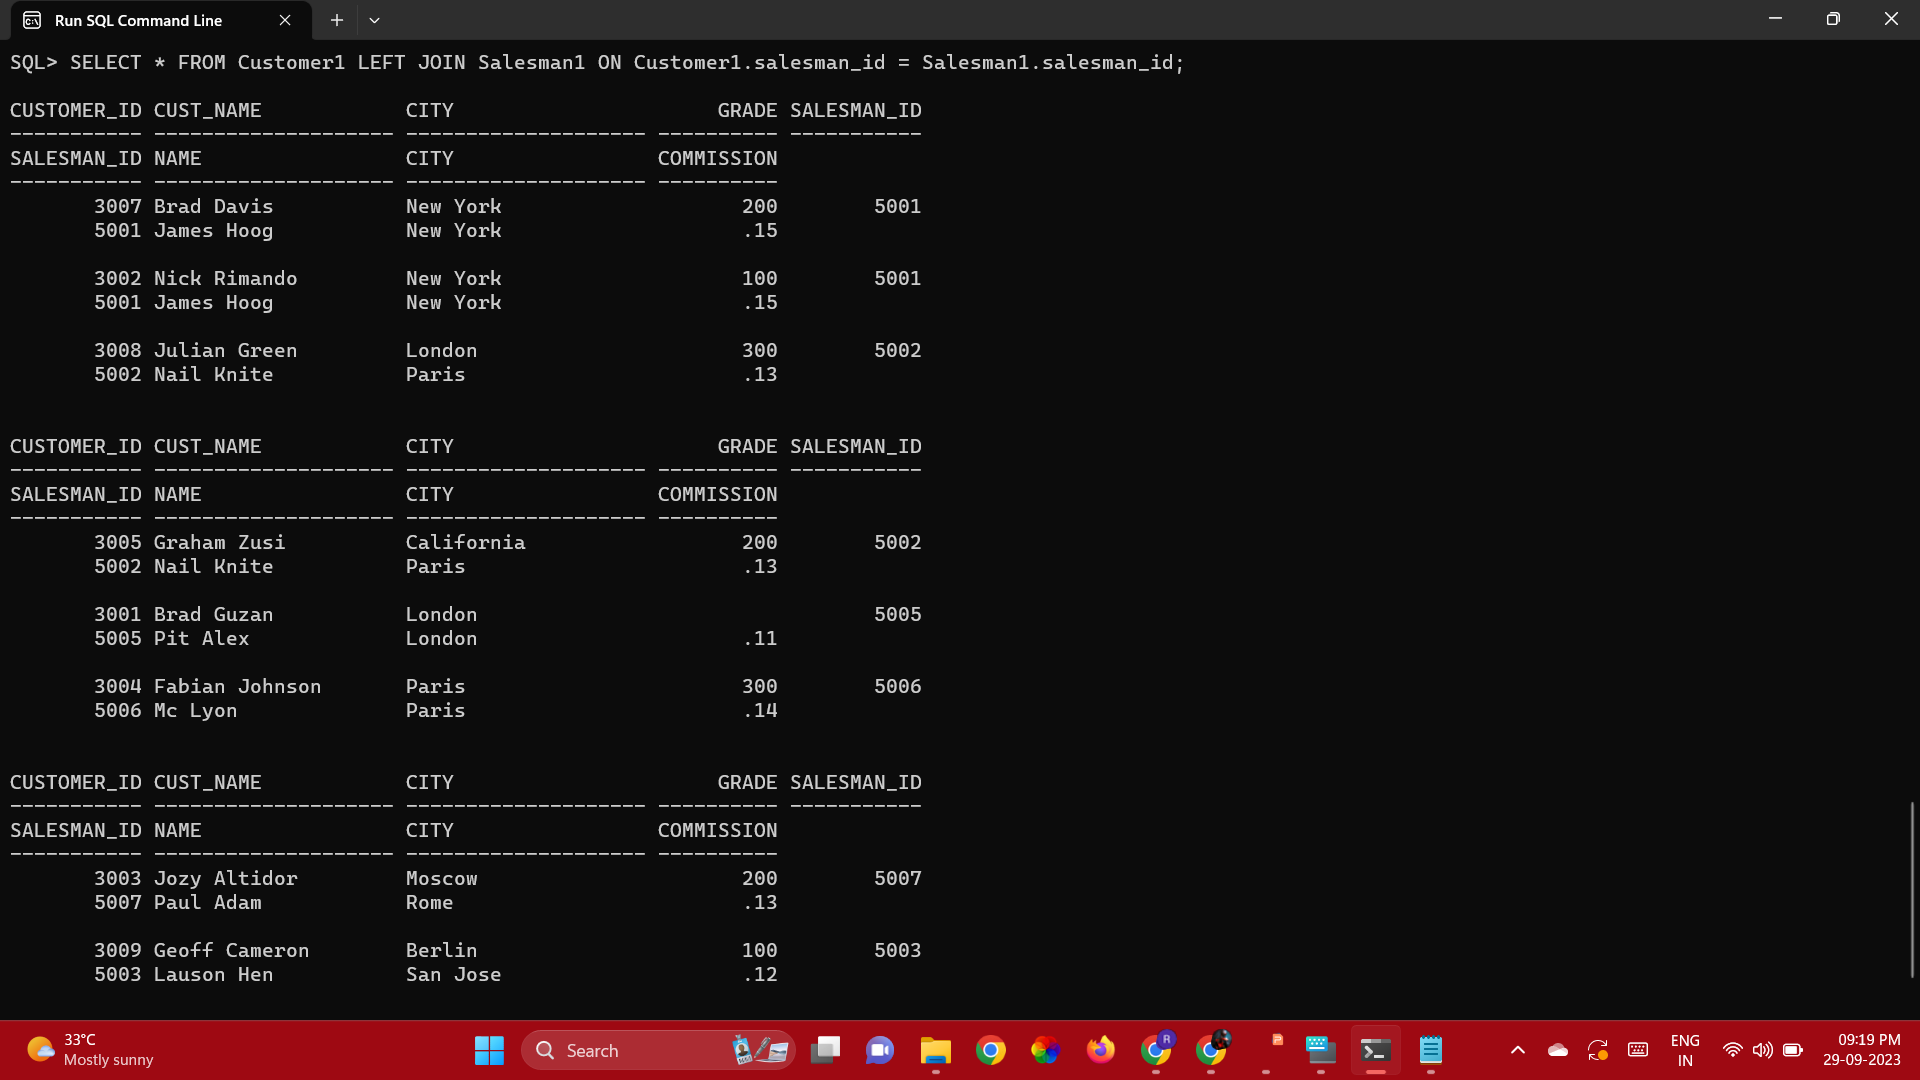 Run SQL Command Line
SQL> SELECT * FROM Customer1 LEFT JOIN Salesman1 ON Customer1.salesman_id = Salesman1.salesman_id;
CUSTOMER_ID CUST_NAME            CITY                      GRADE SALESMAN_ID
----------- -------------------- -------------------- ---------- -----------
SALESMAN_ID NAME                 CITY                 COMMISSION
----------- -------------------- -------------------- ----------
       3007 Brad Davis           New York                    200        5001
       5001 James Hoog           New York                    .15
       3002 Nick Rimando         New York                    100        5001
       5001 James Hoog           New York                    .15
       3008 Julian Green         London                      300        5002
       5002 Nail Knite           Paris                       .13
CUSTOMER_ID CUST_NAME            CITY                      GRADE SALESMAN_ID
----------- -------------------- -------------------- ---------- -----------
SALESMAN_ID NAME                 CITY                 COMMISSION
----------- -------------------- -------------------- ----------
       3005 Graham Zusi          California                  200        5002
       5002 Nail Knite           Paris                       .13
       3001 Brad Guzan           London                                 5005
       5005 Pit Alex             London                      .11
       3004 Fabian Johnson       Paris                       300        5006
       5006 Mc Lyon              Paris                       .14
CUSTOMER_ID CUST_NAME            CITY                      GRADE SALESMAN_ID
----------- -------------------- -------------------- ---------- -----------
SALESMAN_ID NAME                 CITY                 COMMISSION
----------- -------------------- -------------------- ----------
       3003 Jozy Altidor         Moscow                      200        5007
       5007 Paul Adam            Rome                        .13
       3009 Geoff Cameron        Berlin                      100        5003
       5003 Lauson Hen           San Jose                    .12
33°C
Mostly sunny
Search
R
P
ENG
IN
09:19 PM
29-09-2023